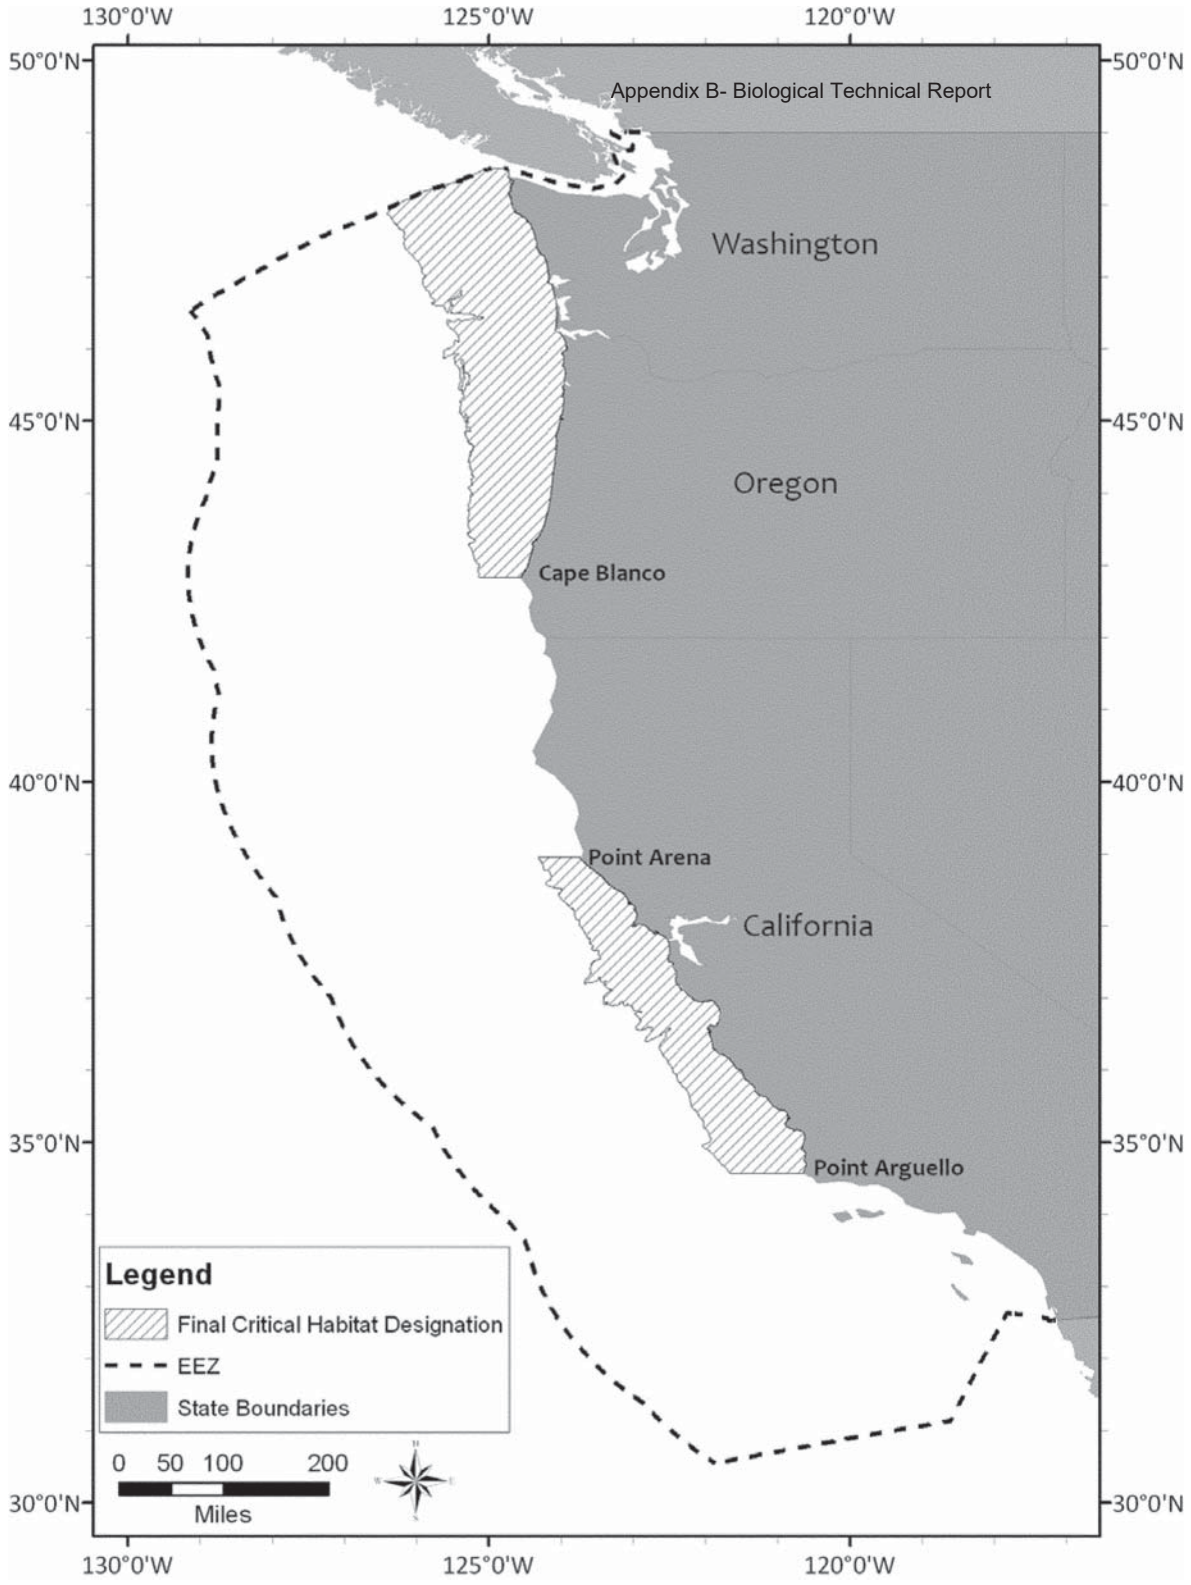 130°0'W 125°0'W 120°0'W
50°0'N 50°0'N
Appendix B- Biological Technical Report
Washington
45°0'N 45°0'N
Oregon
Cape Blanco
40°0'N 40°0'N
Point Arena
California
35°0'N 35°0'N
Point Arguello
Legend
Final Critical Habitat Designation
EEZ
State Boundaries
0 50 100 200
Miles
N
W E
S
30°0'N 30°0'N
130°0'W 125°0'W 120°0'W